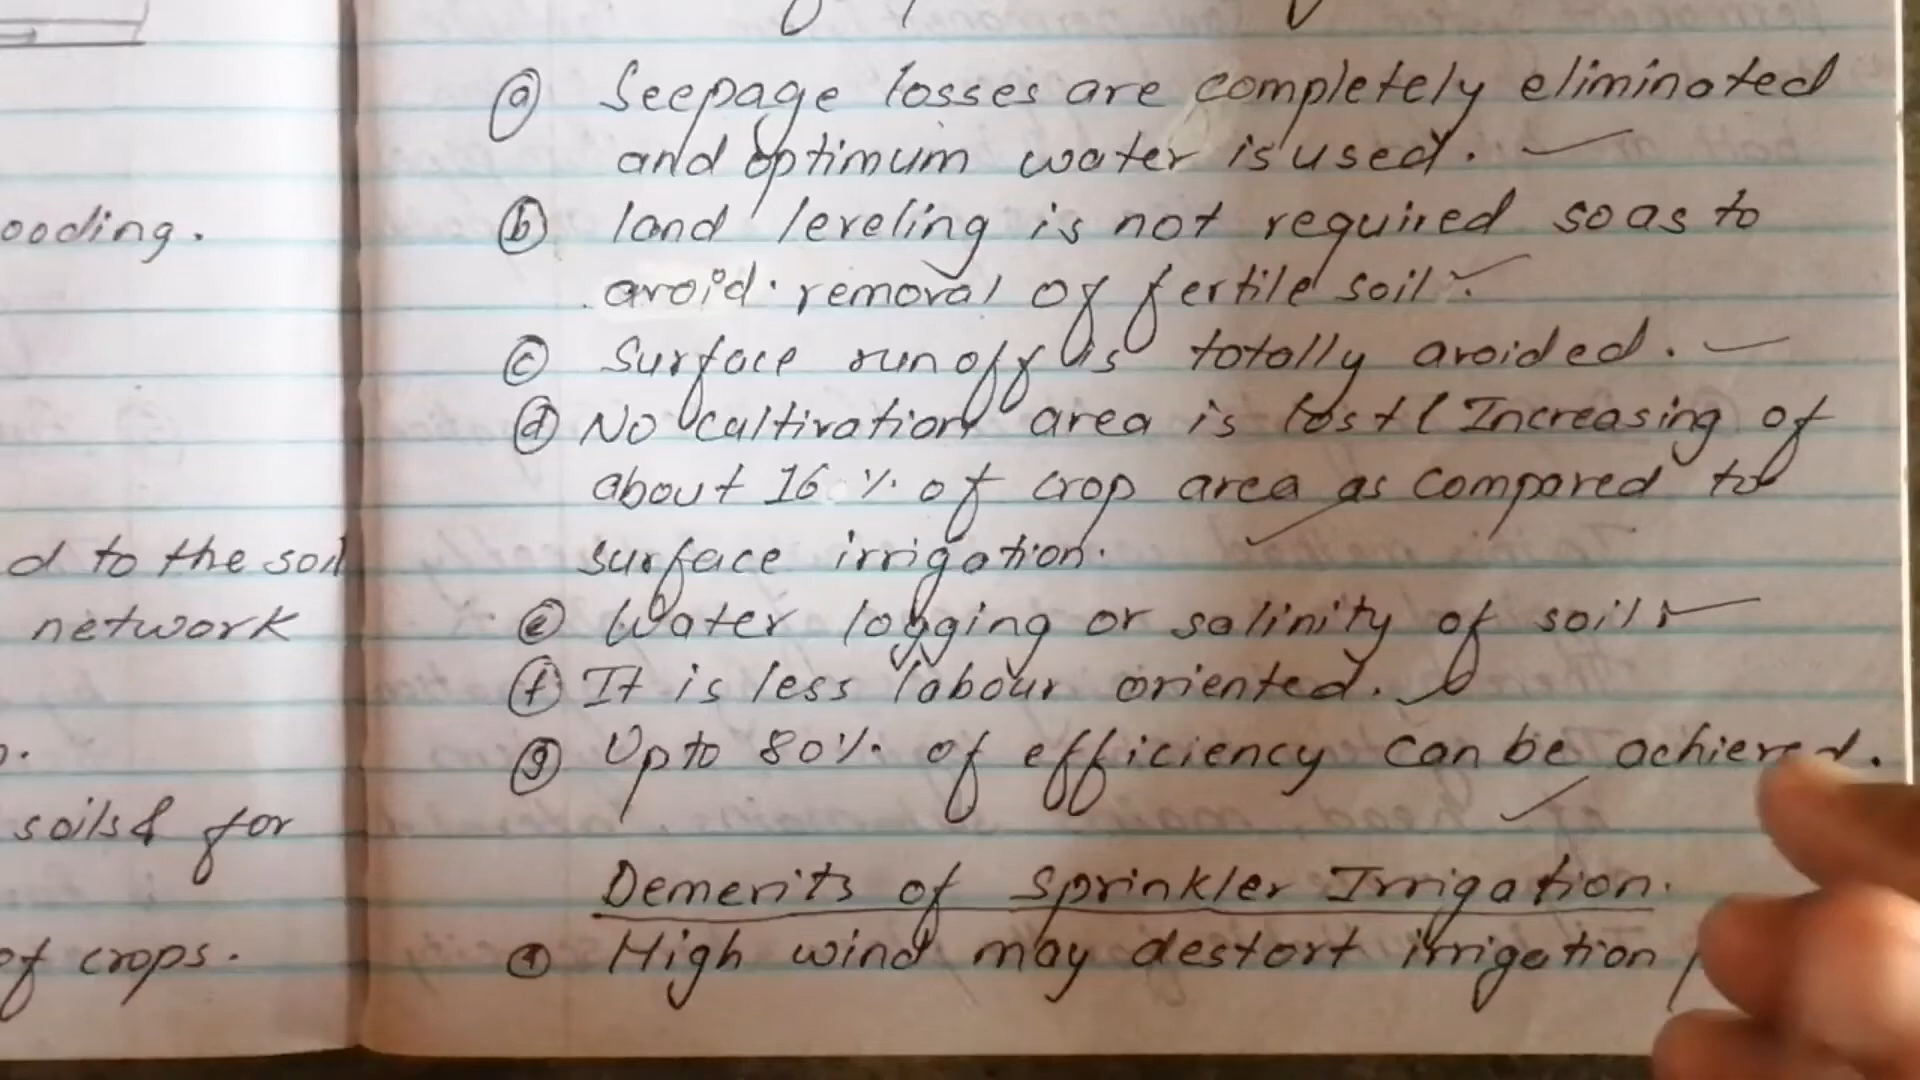 ooding.
d to the soil
network
soils & for
of crops.
(a) Seepage losses are completely eliminated
and optimum water is used.
(b) land leveling is not required so as to
avoid removal of fertile soil.
(c) Surface runoff is totally avoided.
(d) No cultivation area is lost (Increasing of
about 16 % of crop area as compared to
surface irrigation.
(e) Water logging or salinity of soil
(f) It is less labour oriented.
(g) Upto 80% of efficiency can be achieved.
Demerits of Sprinkler Irrigation.
(a) High wind may destort irrigation